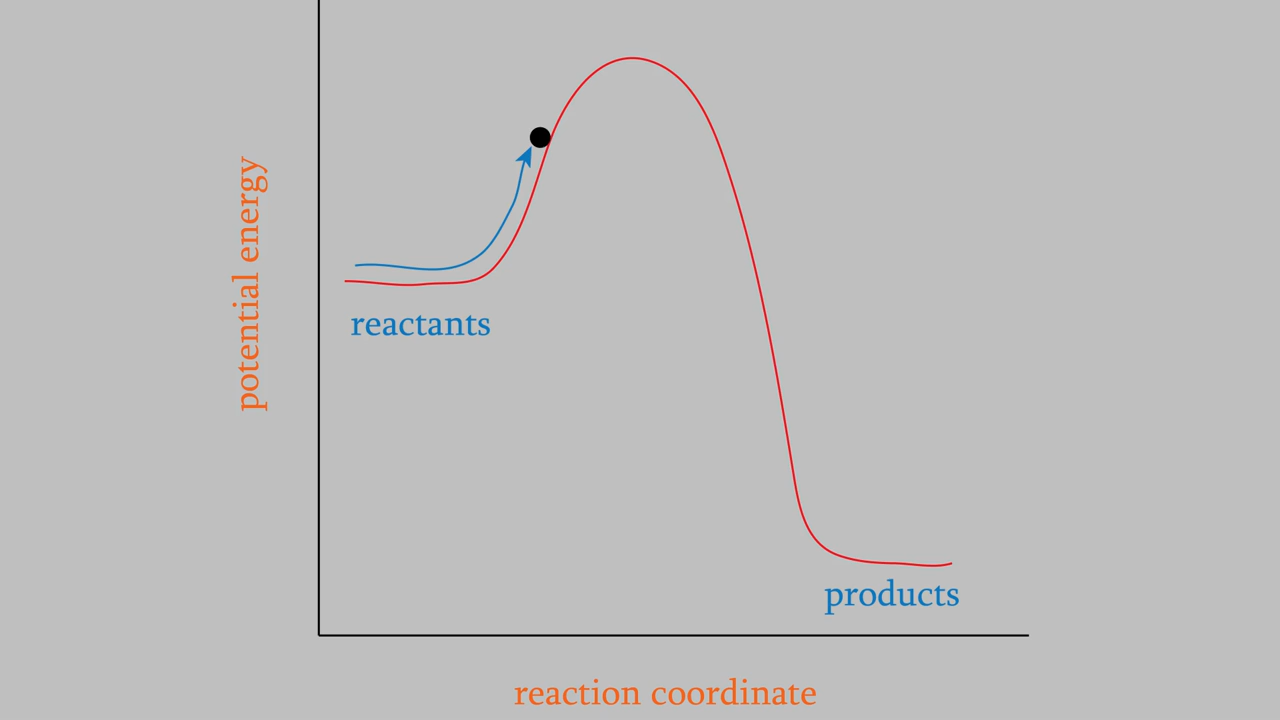 potential energy
reactants
products
reaction coordinate